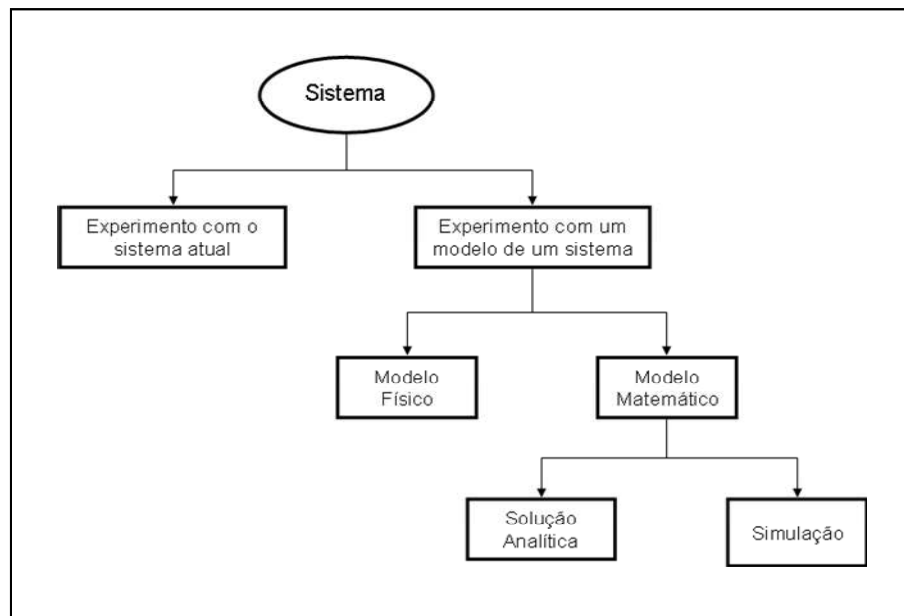 Sistema
Experimento com o
sistema atual
Experimento com um
modelo de um sistema
Modelo
Físico
Modelo
Matemático
Solução
Analítica
Simulação